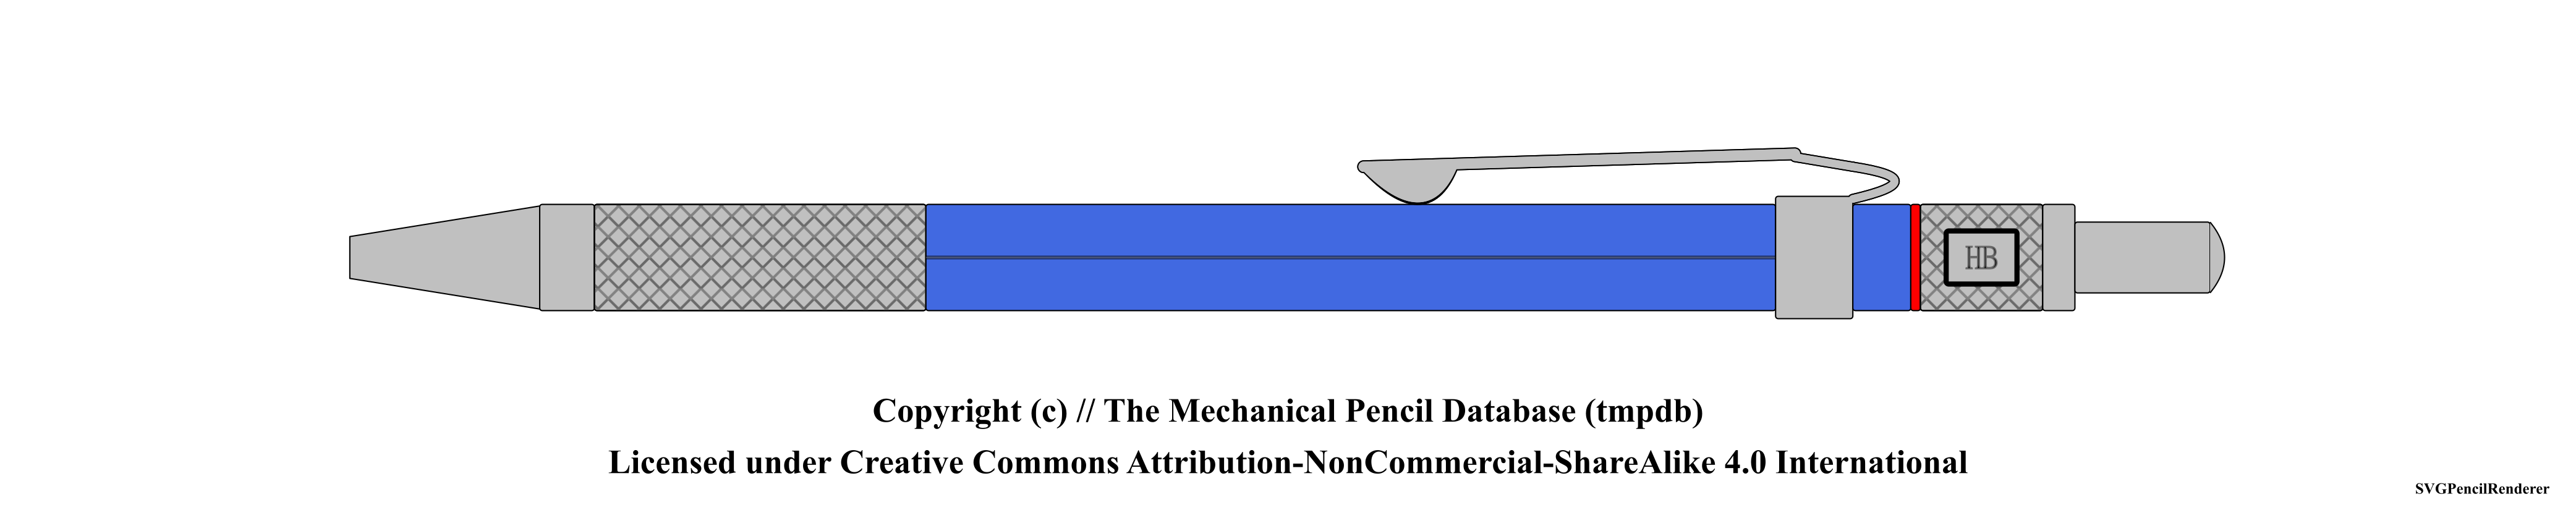 HB
Copyright (c) // The Mechanical Pencil Database (tmpdb)
Licensed under Creative Commons Attribution-NonCommercial-ShareAlike 4.0 International
SVGPencilRenderer